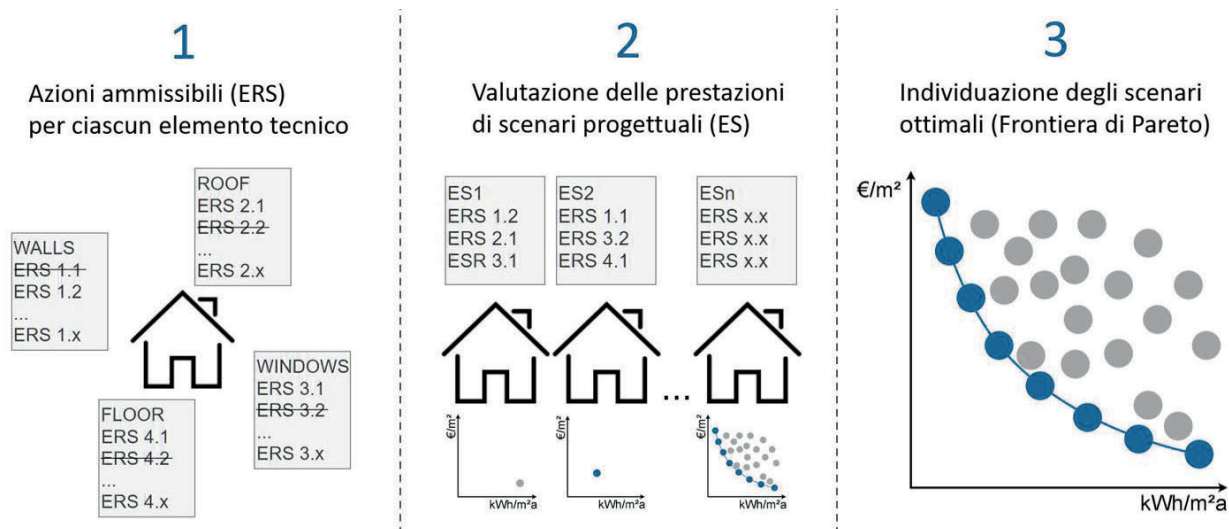 1
Azioni ammissibili (ERS)
per ciascun elemento tecnico
ROOF
ERS 2.1
ERS 2.2
...
ERS 2.x
WALLS
ERS 1.1
ERS 1.2
...
ERS 1.x
WINDOWS
ERS 3.1
ERS 3.2
...
ERS 3.x
FLOOR
ERS 4.1
ERS 4.2
...
ERS 4.x
2
Valutazione delle prestazioni
di scenari progettuali (ES)
ES1
ERS 1.2
ERS 2.1
ESR 3.1
ES2
ERS 1.1
ERS 3.2
ERS 4.1
ESn
ERS x.x
ERS x.x
ERS x.x
...
€/m²
kWh/m²a
€/m²
kWh/m²a
€/m²
kWh/m²a
3
Individuazione degli scenari
ottimali (Frontiera di Pareto)
€/m²
kWh/m²a